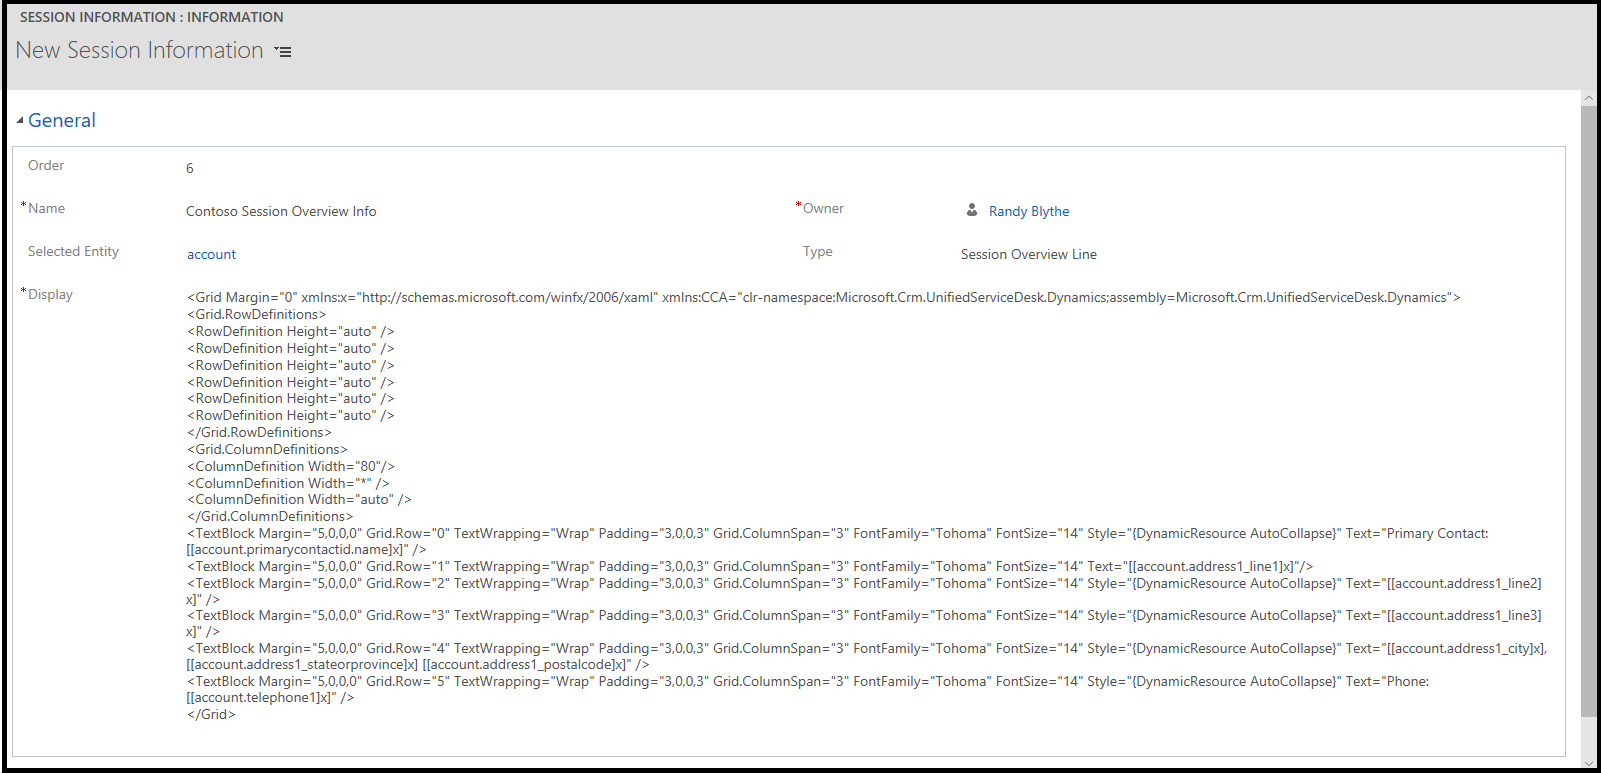 SESSION INFORMATION : INFORMATION
New Session Information
General
Order
6
*Name
Contoso Session Overview Info
*Owner
Randy Blythe
Selected Entity
account
Type
Session Overview Line
*Display
<Grid Margin="0" xmlns:x="http://schemas.microsoft.com/winfx/2006/xaml" xmlns:CCA="clr-namespace:Microsoft.Crm.UnifiedServiceDesk.Dynamics;assembly=Microsoft.Crm.UnifiedServiceDesk.Dynamics">
<Grid.RowDefinitions>
<RowDefinition Height="auto" />
<RowDefinition Height="auto" />
<RowDefinition Height="auto" />
<RowDefinition Height="auto" />
<RowDefinition Height="auto" />
<RowDefinition Height="auto" />
</Grid.RowDefinitions>
<Grid.ColumnDefinitions>
<ColumnDefinition Width="80"/>
<ColumnDefinition Width="*" />
<ColumnDefinition Width="auto" />
</Grid.ColumnDefinitions>
<TextBlock Margin="5,0,0,0" Grid.Row="0" TextWrapping="Wrap" Padding="3,0,0,3" Grid.ColumnSpan="3" FontFamily="Tohoma" FontSize="14" Style="{DynamicResource AutoCollapse}" Text="Primary Contact:
[[account.primarycontactid.name]x]" />
<TextBlock Margin="5,0,0,0" Grid.Row="1" TextWrapping="Wrap" Padding="3,0,0,3" Grid.ColumnSpan="3" FontFamily="Tohoma" FontSize="14" Text="[[account.address1_line1]x]"/>
<TextBlock Margin="5,0,0,0" Grid.Row="2" TextWrapping="Wrap" Padding="3,0,0,3" Grid.ColumnSpan="3" FontFamily="Tohoma" FontSize="14" Style="{DynamicResource AutoCollapse}" Text="[[account.address1_line2]
x]" />
<TextBlock Margin="5,0,0,0" Grid.Row="3" TextWrapping="Wrap" Padding="3,0,0,3" Grid.ColumnSpan="3" FontFamily="Tohoma" FontSize="14" Style="{DynamicResource AutoCollapse}" Text="[[account.address1_line3]
x]" />
<TextBlock Margin="5,0,0,0" Grid.Row="4" TextWrapping="Wrap" Padding="3,0,0,3" Grid.ColumnSpan="3" FontFamily="Tohoma" FontSize="14" Style="{DynamicResource AutoCollapse}" Text="[[account.address1_city]x],
[[account.address1_stateorprovince]x] [[account.address1_postalcode]x]" />
<TextBlock Margin="5,0,0,0" Grid.Row="5" TextWrapping="Wrap" Padding="3,0,0,3" Grid.ColumnSpan="3" FontFamily="Tohoma" FontSize="14" Style="{DynamicResource AutoCollapse}" Text="Phone:
[[account.telephone1]x]" />
</Grid>